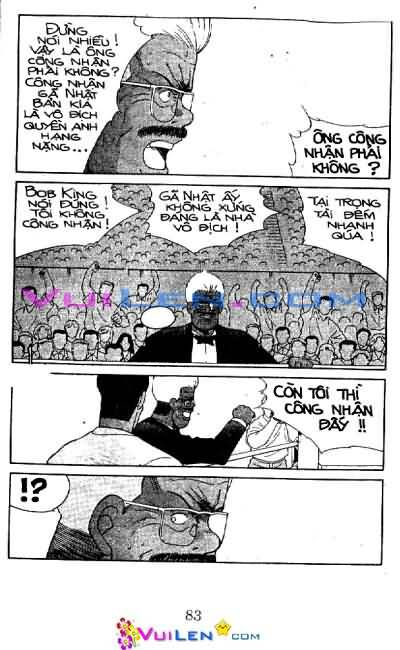 ĐỪNG
NÓI NHIỀU!
VẬY LÀ ÔNG
CÔNG NHẬN
PHẢI KHÔNG?
CÔNG NHẬN
GÃ NHẬT
BẢN KIA
LÀ VÔ ĐỊCH
QUYỀN ANH
HẠNG
NẶNG...
ÔNG CÔNG
NHẬN PHẢI
KHÔNG?
BOB KING
NÓI ĐÚNG!
TÔI KHÔNG
CÔNG NHẬN!
GÃ NHẬT ẤY
KHÔNG XỨNG
ĐÁNG LÀ NHÀ
VÔ ĐỊCH!
TẠI TRỌNG
TÀI ĐẾM
NHANH
QUÁ!
VUILEN.COM
CÒN TÔI THÌ
CÔNG NHẬN
ĐẤY!!
!?
83
VUILEN.COM